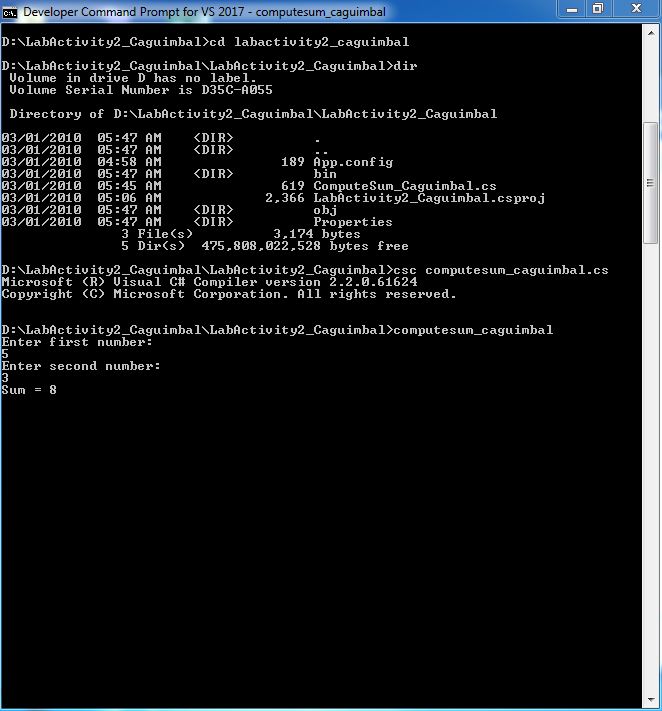 Developer Command Prompt for VS 2017 - computesum_caguimbal
D:\LabActivity2_Caguimbal>cd labactivity2_caguimbal
D:\LabActivity2_Caguimbal\LabActivity2_Caguimbal>dir
Volume in drive D has no label.
Volume Serial Number is D35C-A055
Directory of D:\LabActivity2_Caguimbal\LabActivity2_Caguimbal
03/01/2010  05:47 AM    <DIR>          .
03/01/2010  05:47 AM    <DIR>          ..
03/01/2010  04:58 AM               189 App.config
03/01/2010  05:47 AM    <DIR>          bin
03/01/2010  05:45 AM               619 ComputeSum_Caguimbal.cs
03/01/2010  05:06 AM             2,366 LabActivity2_Caguimbal.csproj
03/01/2010  05:47 AM    <DIR>          obj
03/01/2010  05:47 AM    <DIR>          Properties
3 File(s)          3,174 bytes
5 Dir(s)  475,808,022,528 bytes free
D:\LabActivity2_Caguimbal\LabActivity2_Caguimbal>csc computesum_caguimbal.cs
Microsoft (R) Visual C# Compiler version 2.2.0.61624
Copyright (C) Microsoft Corporation. All rights reserved.
D:\LabActivity2_Caguimbal\LabActivity2_Caguimbal>computesum_caguimbal
Enter first number:
5
Enter second number:
3
Sum = 8